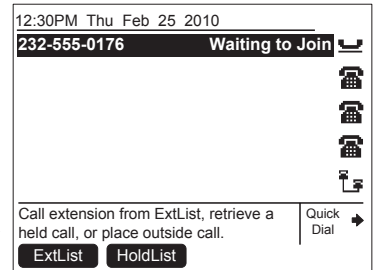 12:30PM Thu Feb 25 2010
232-555-0176 Waiting to Join
Call extension from ExtList, retrieve a
held call, or place outside call.
Quick
Dial
ExtList HoldList